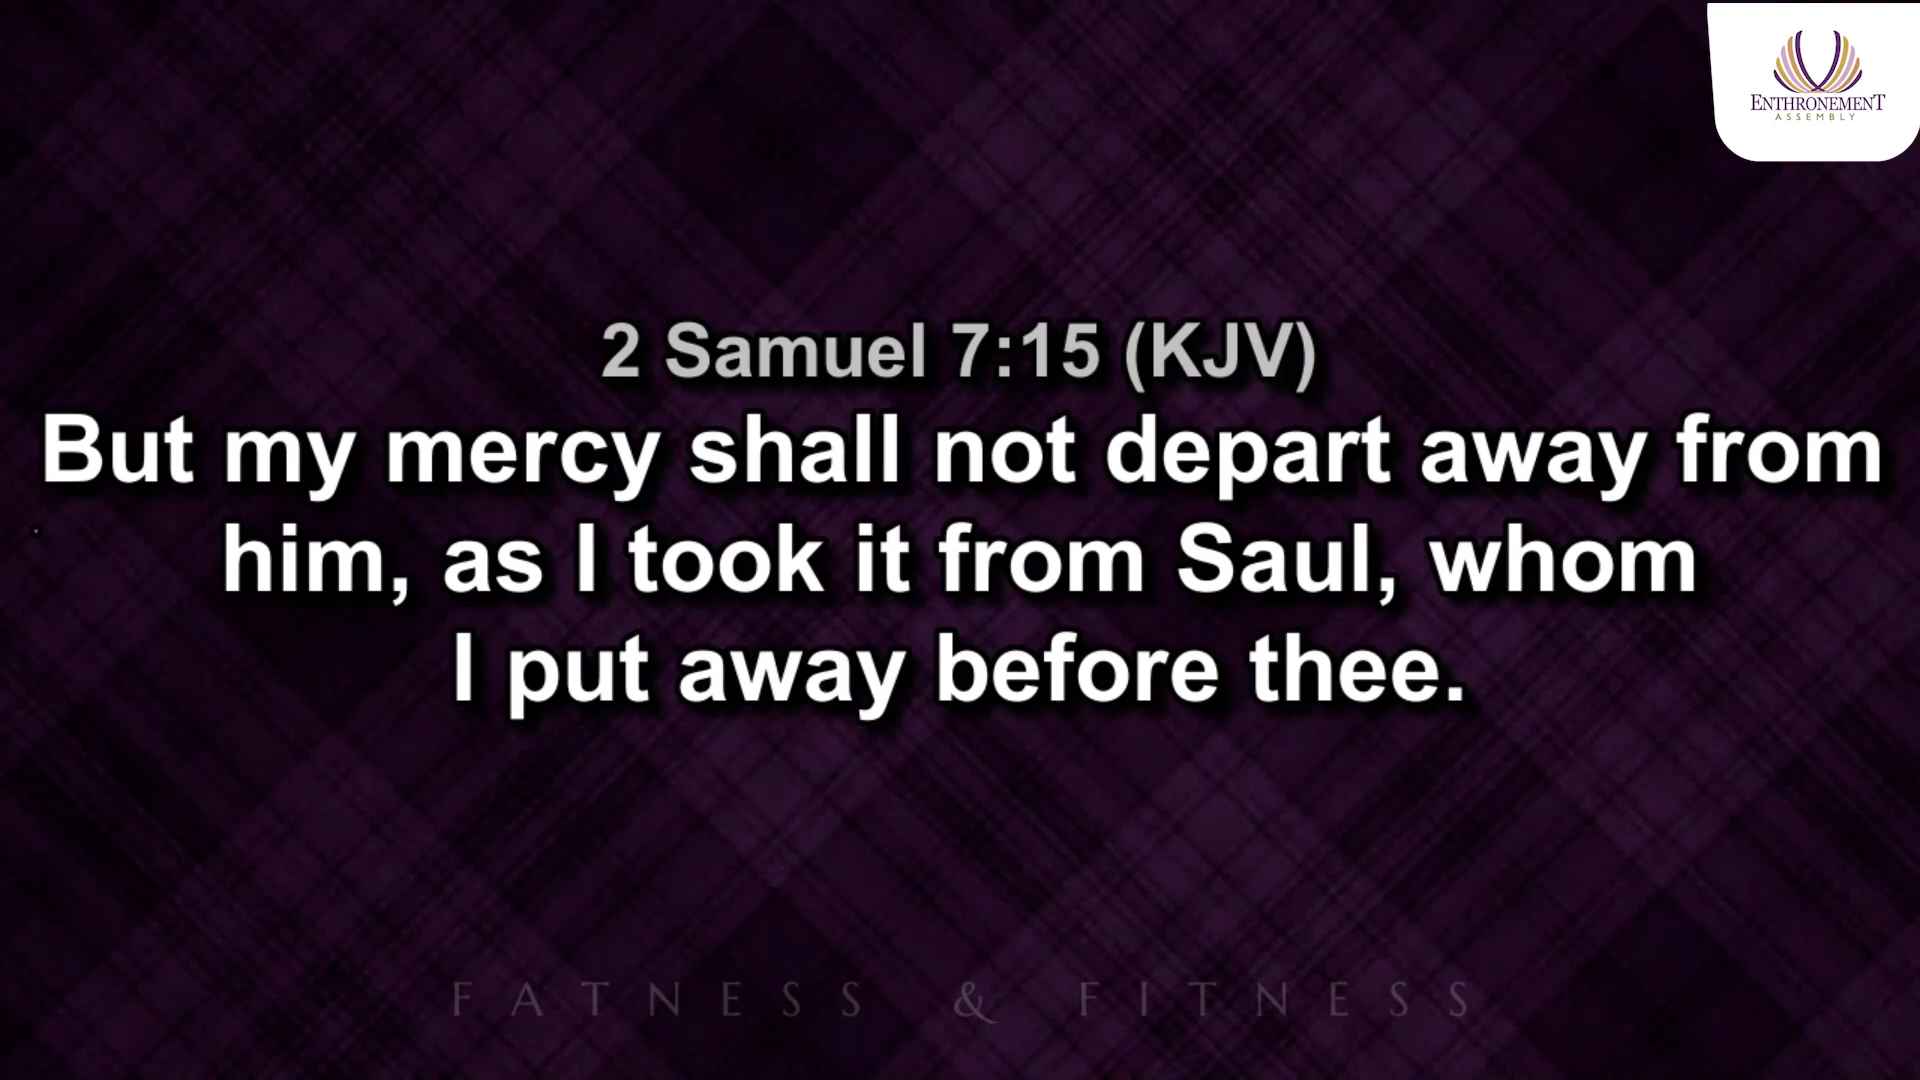 ENTHRONEMENT
ASSEMBLY
2 Samuel 7:15 (KJV)
But my mercy shall not depart away from
him, as I took it from Saul, whom
I put away before thee.
FATNESS & FITNESS